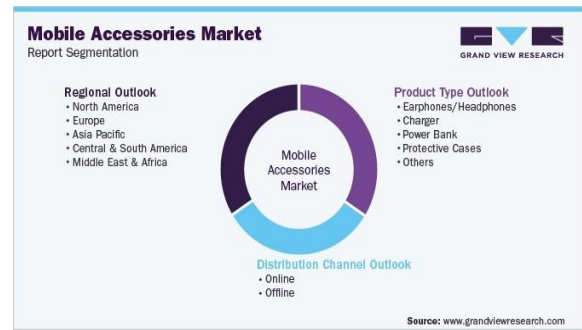 Mobile Accessories Market
Report Segmentation
GRAND VIEW RESEARCH
Regional Outlook
• North America
• Europe
• Asia Pacific
• Central & South America
• Middle East & Africa
Product Type Outlook
• Earphones/Headphones
• Charger
• Power Bank
• Protective Cases
• Others
Mobile
Accessories
Market
Distribution Channel Outlook
• Online
• Offline
Source: www.grandviewresearch.com